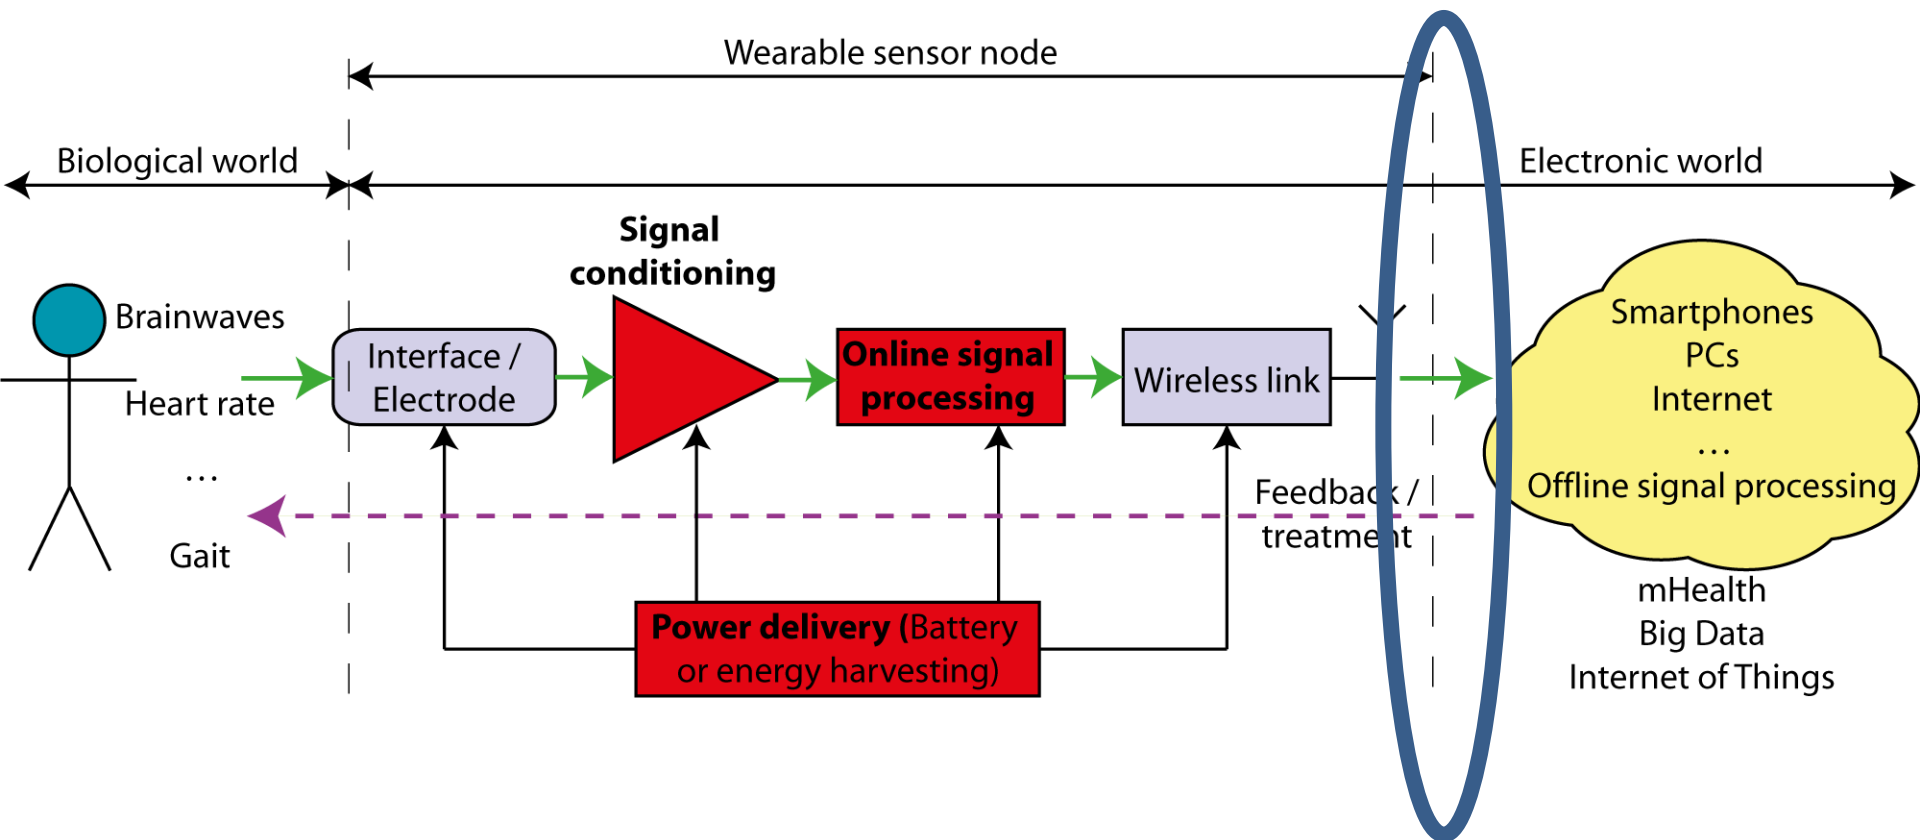 Wearable sensor node
Biological world
Electronic world
Signal
conditioning
Brainwaves
Heart rate
…
Gait
Interface /
Electrode
Online signal
processing
Wireless link
Feedback /
treatment
Power delivery (Battery
or energy harvesting)
Smartphones
PCs
Internet
…
Offline signal processing
mHealth
Big Data
Internet of Things